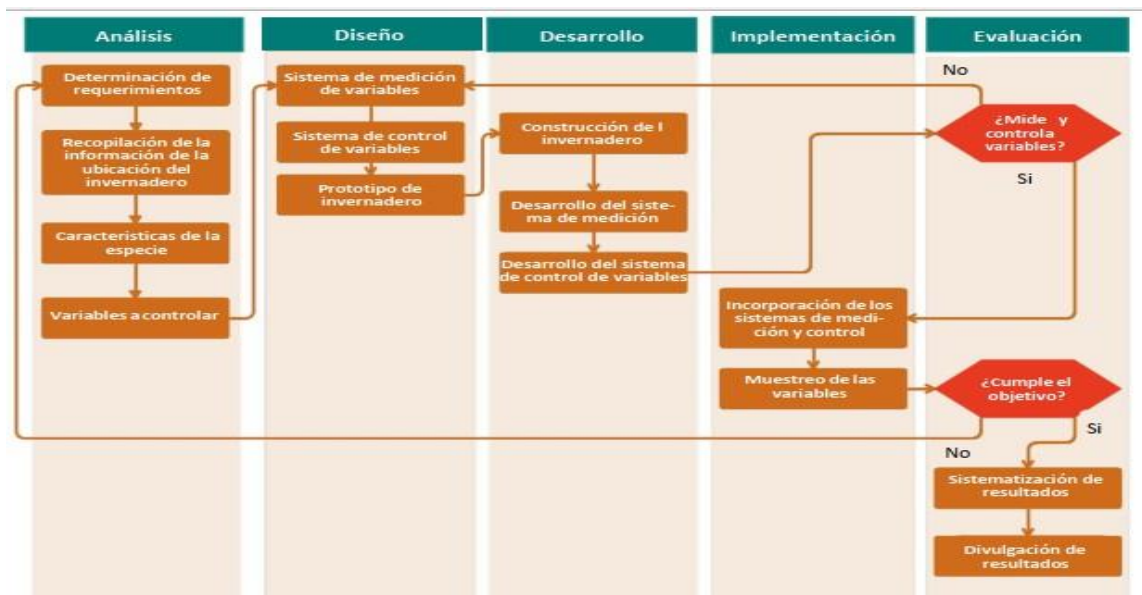 Análisis
Determinación de
requerimientos
Recopilación de la
información de la
ubicación del
invernadero
Caracteristicas de la
especie
Variables a controlar
Diseño
Sistema de medición
de variables
Sistema de control
de variables
Prototipo de
invernadero
Desarrollo
Construcción de l
invernadero
Desarrollo del siste-
ma de medición
Desarrollo del sistema
de control de variables
Implementación
Incorporación de los
sistemas de medi-
ción y control
Muestreo de las
variables
Evaluación
No
¿Mide y
controla
variables?
Si
¿Cumple el
objetivo?
Si
No
Sistematización de
resultados
Divulgación de
resultados